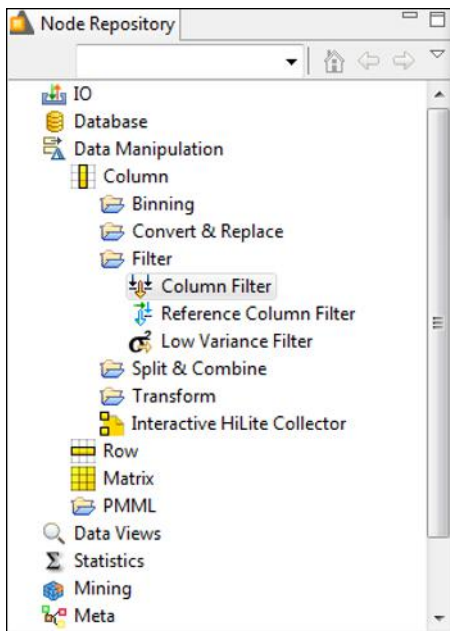 Node Repository
IO
Database
Data Manipulation
Column
Binning
Convert & Replace
Filter
Column Filter
Reference Column Filter
Low Variance Filter
Split & Combine
Transform
Interactive HiLite Collector
Row
Matrix
PMML
Data Views
Statistics
Mining
Meta